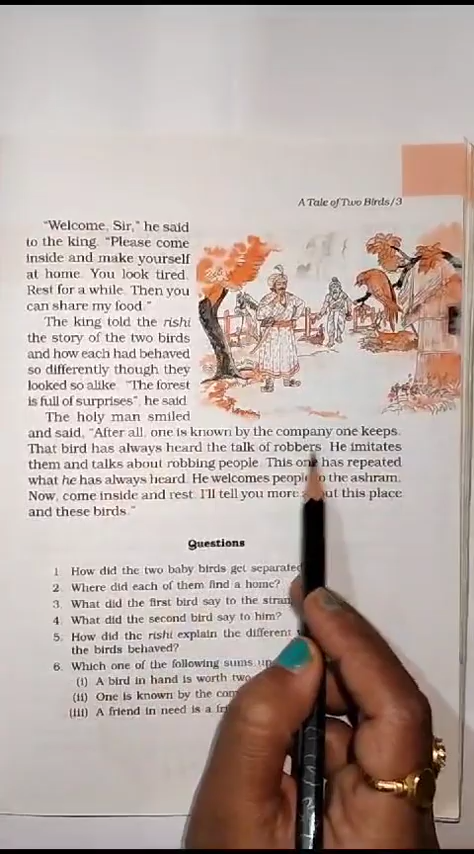 A Tale of Two Birds/3
"Welcome, Sir," he said
to the king. "Please come
inside and make yourself
at home. You look tired.
Rest for a while. Then you
can share my food."
The king told the rishi
the story of the two birds
and how each had behaved
so differently though they
looked so alike. "The forest
is full of surprises", he said.
The holy man smiled
and said, "After all, one is known by the company one keeps.
That bird has always heard the talk of robbers. He imitates
them and talks about robbing people. This one has repeated
what he has always heard. He welcomes people to the ashram.
Now, come inside and rest. I'll tell you more about this place
and these birds."
Questions
1. How did the two baby birds get separated
2. Where did each of them find a home?
3. What did the first bird say to the
4. What did the second bird say to him?
5. How did the rishi explain the different
the birds behaved?
6. Which one of the following sums up
(i) A bird in hand is worth two
(ii) One is known by the
(iii) A friend in need is a